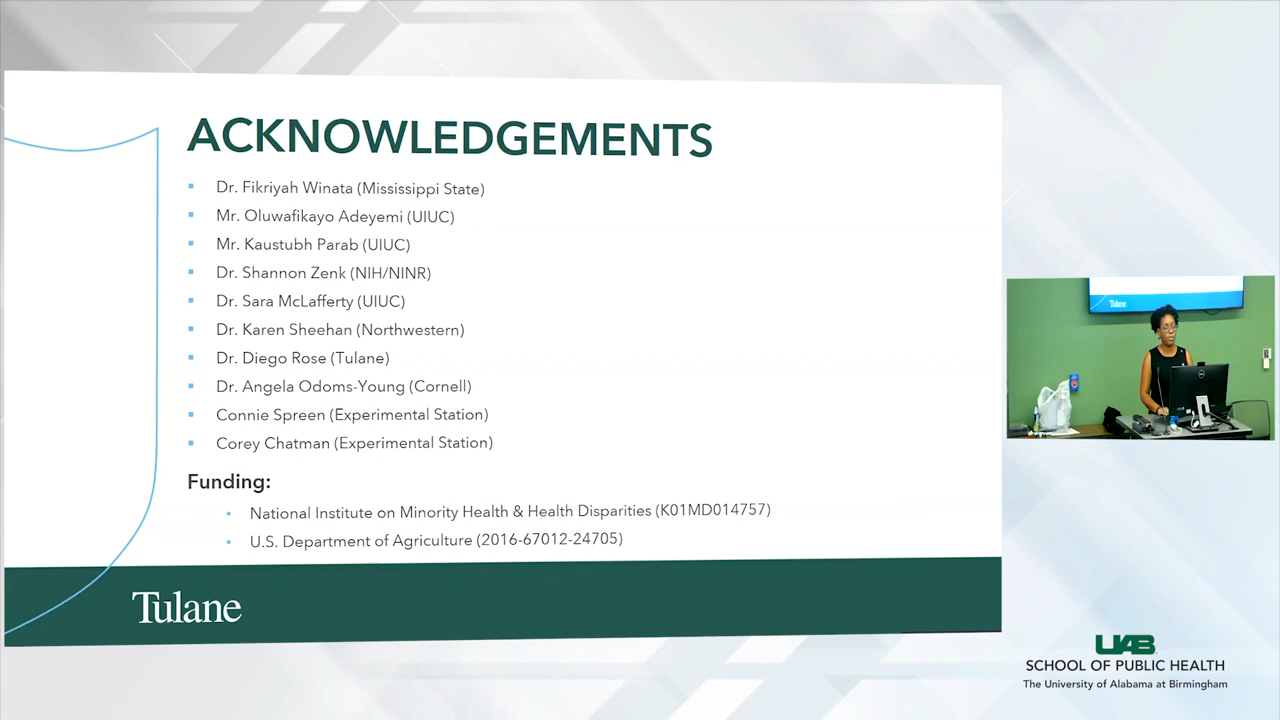 ACKNOWLEDGEMENTS
Dr. Fikriyah Winata (Mississippi State)
Mr. Oluwafikayo Adeyemi (UIUC)
Mr. Kaustubh Parab (UIUC)
Dr. Shannon Zenk (NIH/NINR)
Dr. Sara McLafferty (UIUC)
Dr. Karen Sheehan (Northwestern)
Dr. Diego Rose (Tulane)
Dr. Angela Odoms-Young (Cornell)
Connie Spreen (Experimental Station)
Corey Chatman (Experimental Station)
Funding:
National Institute on Minority Health & Health Disparities (K01MD014757)
U.S. Department of Agriculture (2016-67012-24705)
Tulane
Tulane
UAB
SCHOOL OF PUBLIC HEALTH
The University of Alabama at Birmingham